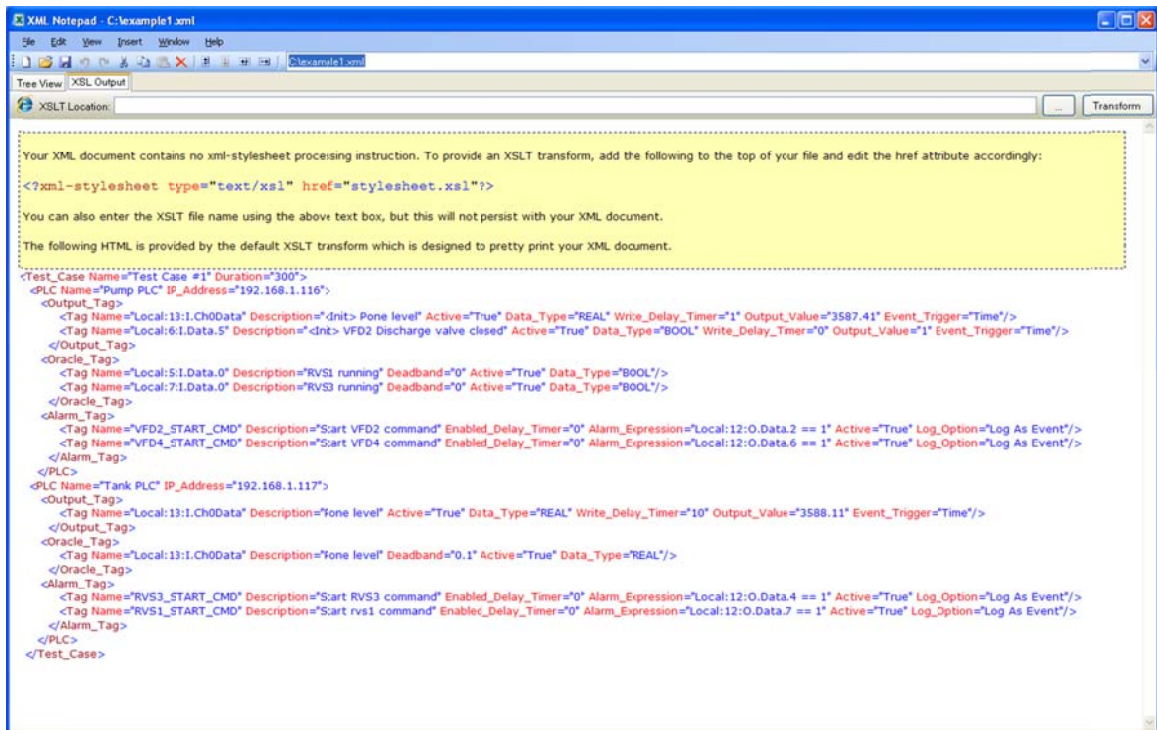 XML Notepad - C:\example1.xml
File Edit View Insert Window Help
C:\example1.xml
Tree View XSL Output
XSLT Location: ... Transform
Your XML document contains no xml-stylesheet processing instruction. To provide an XSLT transform, add the following to the top of your file and edit the href attribute accordingly:
<?xml-stylesheet type="text/xsl" href="stylesheet.xsl"?>
You can also enter the XSLT file name using the above text box, but this will not persist with your XML document.
The following HTML is provided by the default XSLT transform which is designed to pretty print your XML document.
<Test_Case Name="Test Case #1" Duration="300">
<PLC Name="Pump PLC" IP_Address="192.168.1.116">
<Output_Tag>
<Tag Name="Local:13:I.Ch0Data" Description="<Init> Pone level" Active="True" Data_Type="REAL" Write_Delay_Timer="1" Output_Value="3587.41" Event_Trigger="Time"/>
<Tag Name="Local:6:I.Data.5" Description="<Int> VFD2 Discharge valve closed" Active="True" Data_Type="BOOL" Write_Delay_Timer="0" Output_Value="1" Event_Trigger="Time"/>
</Output_Tag>
<Oracle_Tag>
<Tag Name="Local:5:I.Data.0" Description="RVS1 running" Deadband="0" Active="True" Data_Type="BOOL"/>
<Tag Name="Local:7:I.Data.0" Description="RVS3 running" Deadband="0" Active="True" Data_Type="BOOL"/>
</Oracle_Tag>
<Alarm_Tag>
<Tag Name="VFD2_START_CMD" Description="Start VFD2 command" Enabled_Delay_Timer="0" Alarm_Expression="Local:12:O.Data.2 == 1" Active="True" Log_Option="Log As Event"/>
<Tag Name="VFD4_START_CMD" Description="Start VFD4 command" Enabled_Delay_Timer="0" Alarm_Expression="Local:12:O.Data.6 == 1" Active="True" Log_Option="Log As Event"/>
</Alarm_Tag>
</PLC>
<PLC Name="Tank PLC" IP_Address="192.168.1.117">
<Output_Tag>
<Tag Name="Local:13:I.Ch0Data" Description="Pone level" Active="True" Data_Type="REAL" Write_Delay_Timer="10" Output_Value="3588.11" Event_Trigger="Time"/>
</Output_Tag>
<Oracle_Tag>
<Tag Name="Local:13:I.Ch0Data" Description="Pone level" Deadband="0.1" Active="True" Data_Type="REAL"/>
</Oracle_Tag>
<Alarm_Tag>
<Tag Name="RVS3_START_CMD" Description="Start RVS3 command" Enabled_Delay_Timer="0" Alarm_Expression="Local:12:O.Data.4 == 1" Active="True" Log_Option="Log As Event"/>
<Tag Name="RVS1_START_CMD" Description="Start rvs1 command" Enabled_Delay_Timer="0" Alarm_Expression="Local:12:O.Data.7 == 1" Active="True" Log_Option="Log As Event"/>
</Alarm_Tag>
</PLC>
</Test_Case>